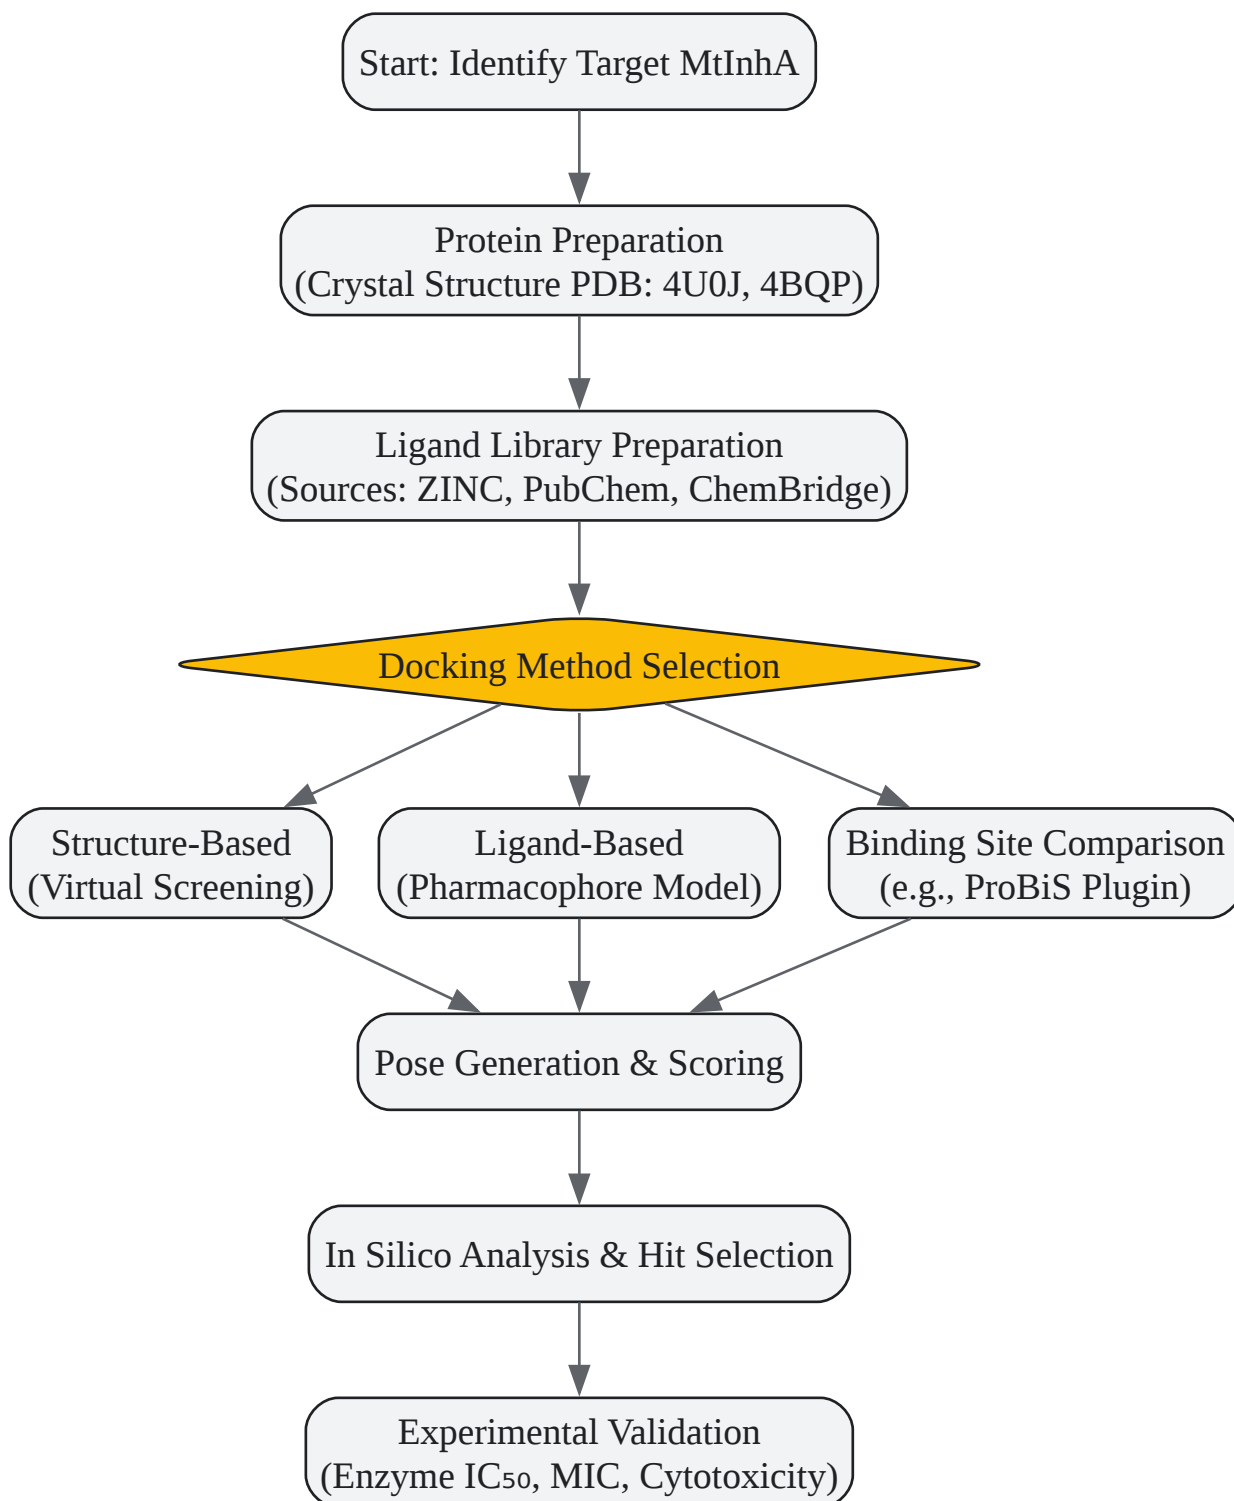 Start: Identify Target MtInhA
Protein Preparation
(Crystal Structure PDB: 4U0J, 4BQP)
Ligand Library Preparation
(Sources: ZINC, PubChem, ChemBridge)
Docking Method Selection
Structure-Based
(Virtual Screening)
Ligand-Based
(Pharmacophore Model)
Binding Site Comparison
(e.g., ProBiS Plugin)
Pose Generation & Scoring
In Silico Analysis & Hit Selection
Experimental Validation
(Enzyme IC₅₀, MIC, Cytotoxicity)